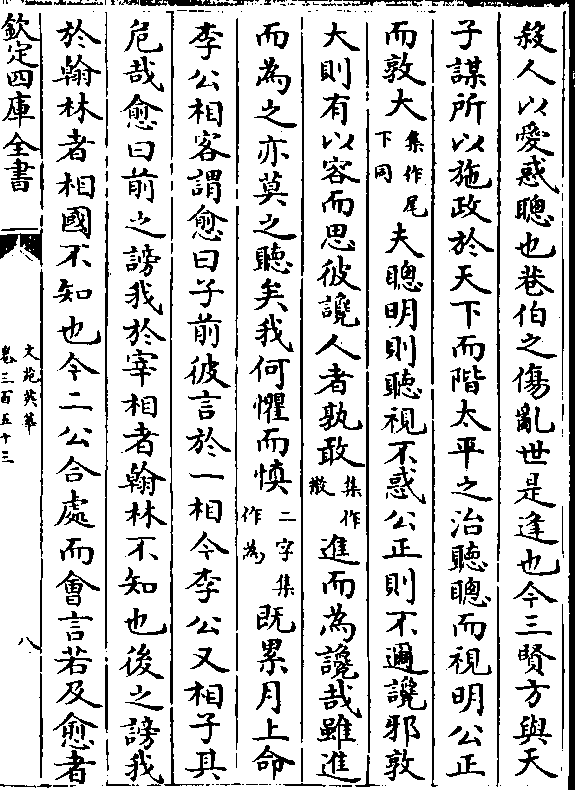 殺人以愛惑聰也巷伯之傷亂世是逢也今三賢方與天
子謀所以施政於天下而階太平之治聽聰而視明公正
而敦大集作尾下同夫聰明則聽視不惑公正則不邇讒邪敦
大則有以容而思彼讒人者孰敢集作散進而為讒哉雖進
而為之亦莫之聽矣我何懼而慎二字集作為既累月上命
李公相客謂愈曰子前彼言於一相今李公又相子其
危哉愈曰前之謗我於宰相者翰林不知也後之謗我
於翰林者相國不知也今二公合處而會言若及愈者
欽定四庫全書
文苑英華
卷三百五十三
八